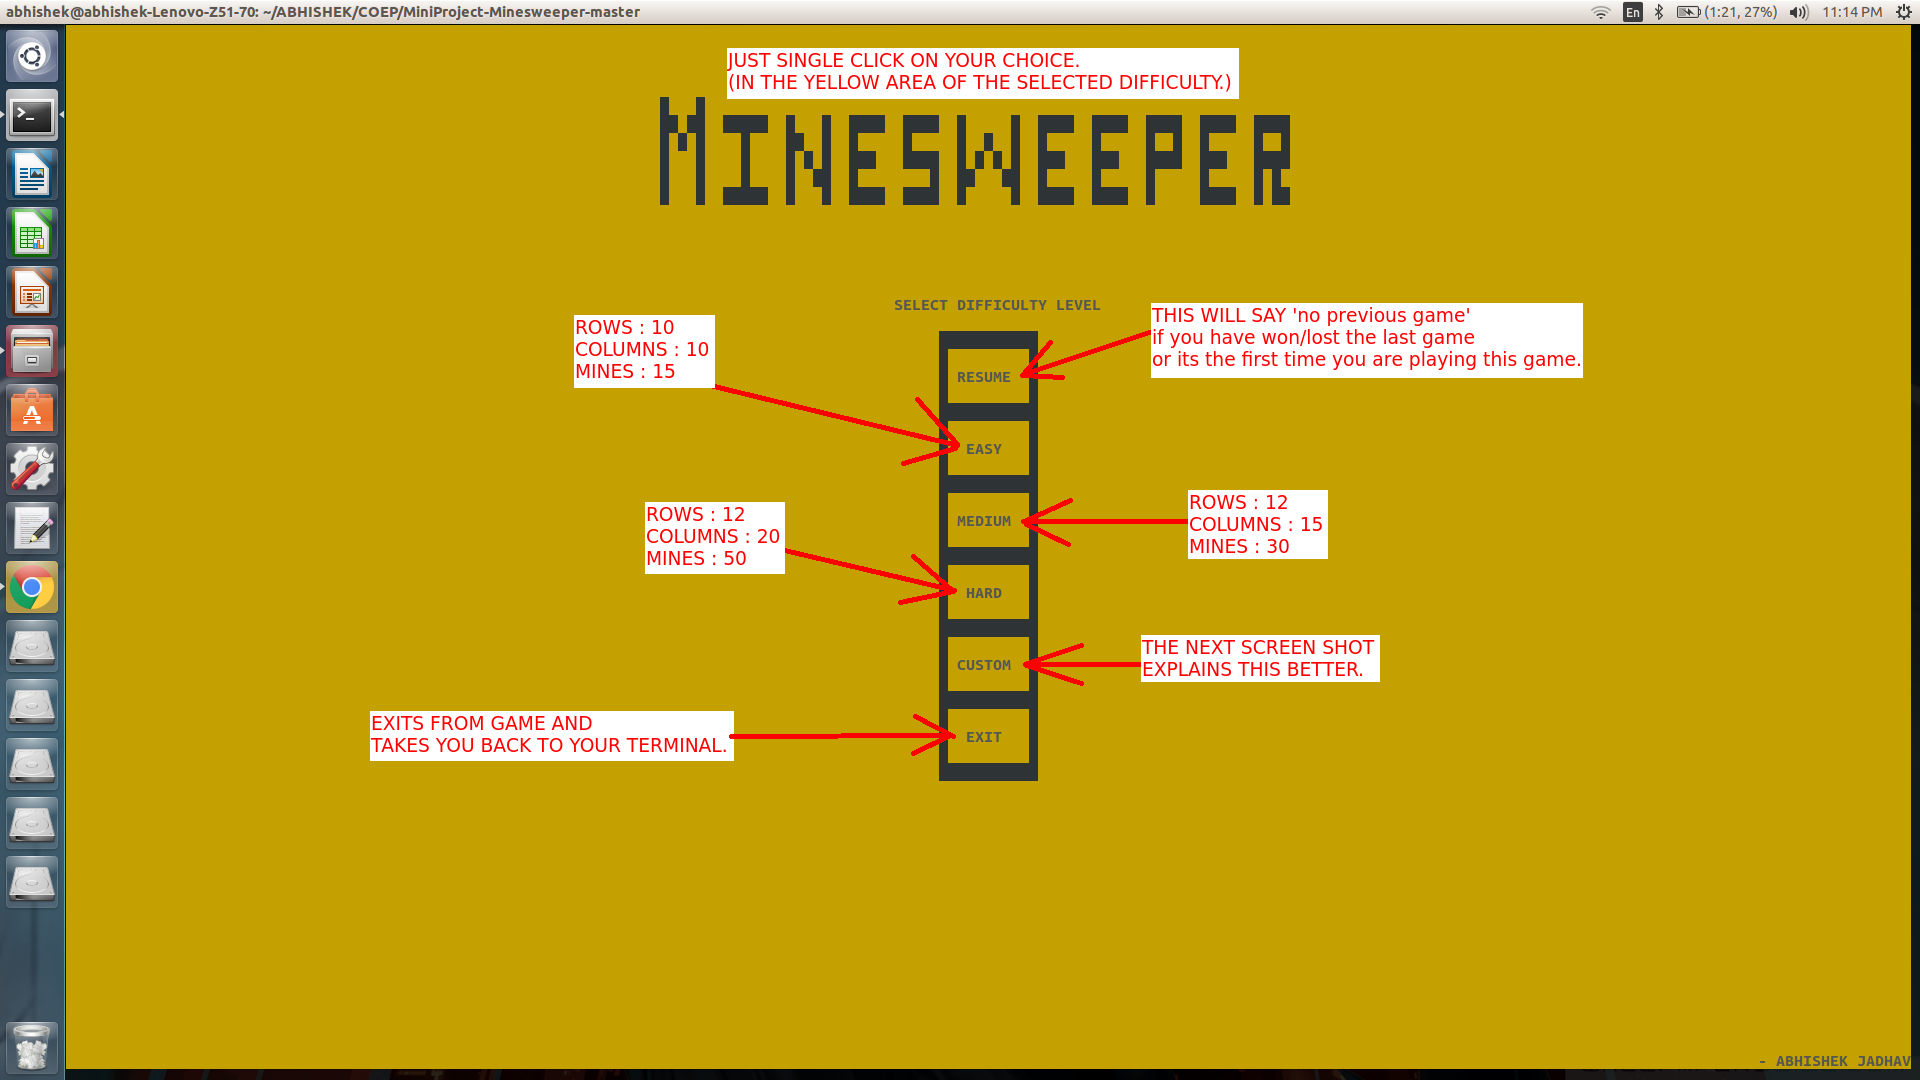 abhishek@abhishek-Lenovo-Z51-70: ~/ABHISHEK/COEP/MiniProject-Minesweeper-master
En
(1:21, 27%)
11:14 PM
JUST SINGLE CLICK ON YOUR CHOICE.
(IN THE YELLOW AREA OF THE SELECTED DIFFICULTY.)
MINESWEEPER
SELECT DIFFICULTY LEVEL
THIS WILL SAY 'no previous game'
if you have won/lost the last game
or its the first time you are playing this game.
ROWS : 10
COLUMNS : 10
MINES : 15
RESUME
EASY
MEDIUM
ROWS : 12
COLUMNS : 15
MINES : 30
ROWS : 12
COLUMNS : 20
MINES : 50
HARD
CUSTOM
THE NEXT SCREEN SHOT
EXPLAINS THIS BETTER.
EXITS FROM GAME AND
TAKES YOU BACK TO YOUR TERMINAL.
EXIT
- ABHISHEK JADHAV